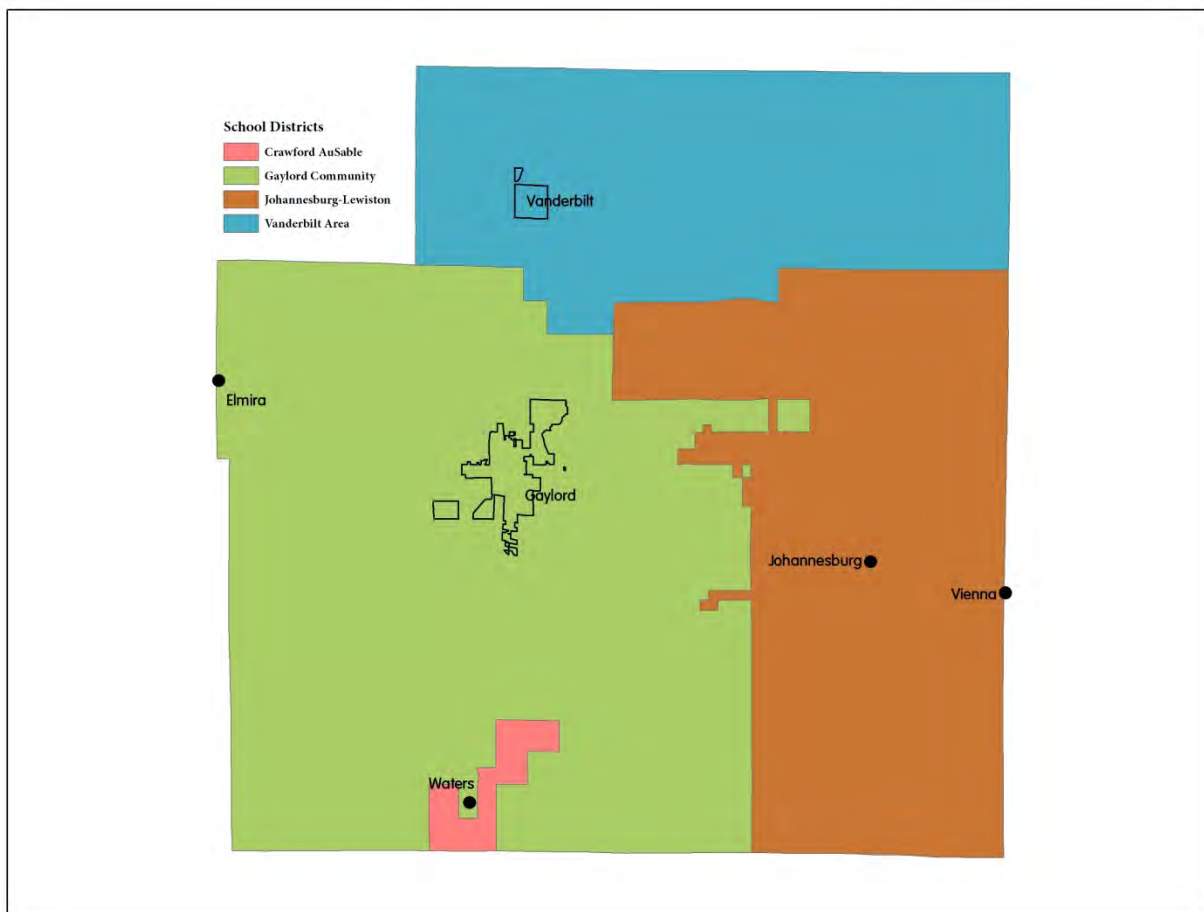 School Districts
Crawford AuSable
Gaylord Community
Johannesburg-Lewiston
Vanderbilt Area
Vanderbilt
Elmira
Gaylord
Johannesburg
Vienna
Waters